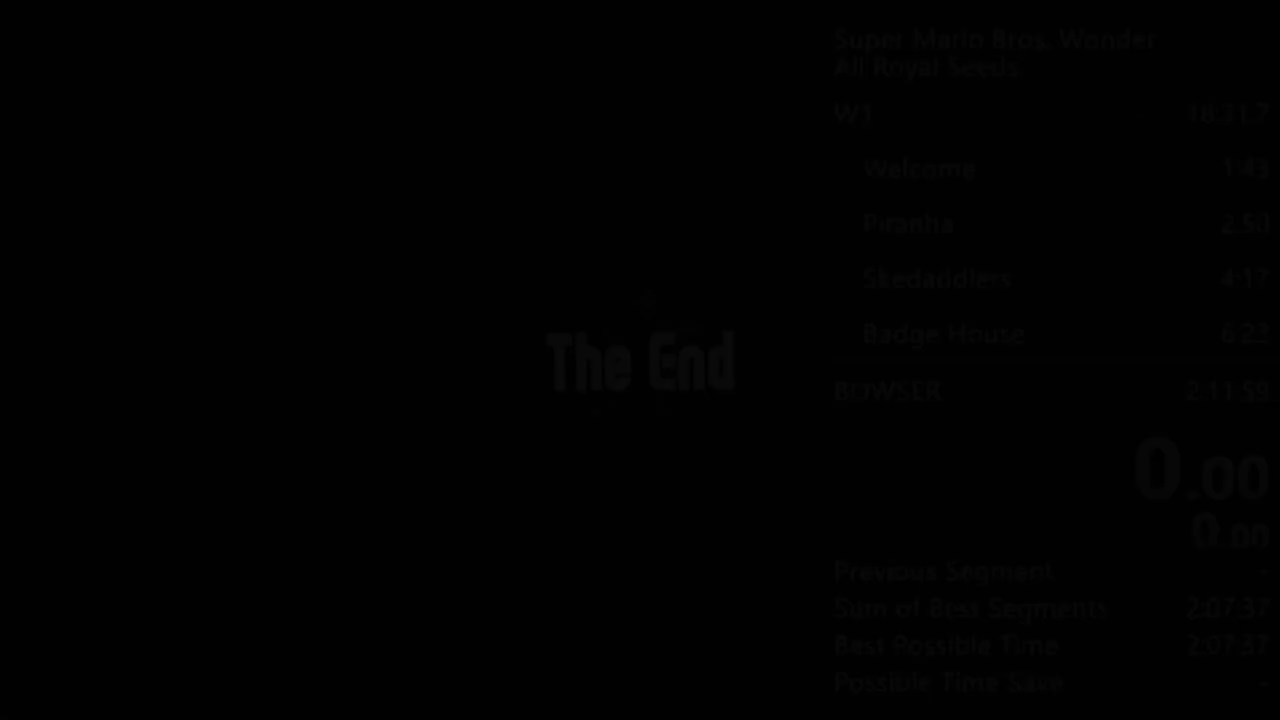 Super Mario Bros. Wonder
All Royal Seeds
W1 - 16:31.7
Welcome 1:43
Piranha 2:58
Skedaddlers 4:17
Badge House 6:23
The End
BOWSER 2:11:59
0.00
0.00
Previous Segment -
Sum of Best Segments 2:07:37
Best Possible Time 2:07:37
Possible Time Save -